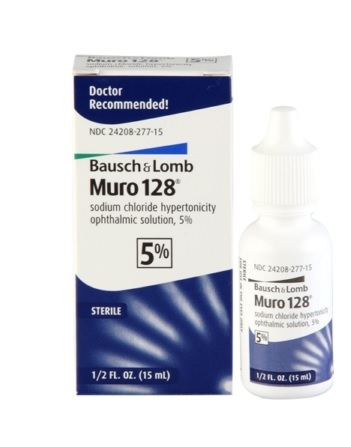 5%
Doctor
Recommended!
NDC 24208-277-15
Bausch & Lomb
Muro 128®
sodium chloride hypertonicity
ophthalmic solution, 5%
5%
STERILE
1/2 FL. OZ. (15 mL)
NDC 24208-277-15
Bausch & Lomb
Muro 128®
sodium chloride hypertonicity
ophthalmic solution, 5%
5%
1/2 FL. OZ. (15 mL)